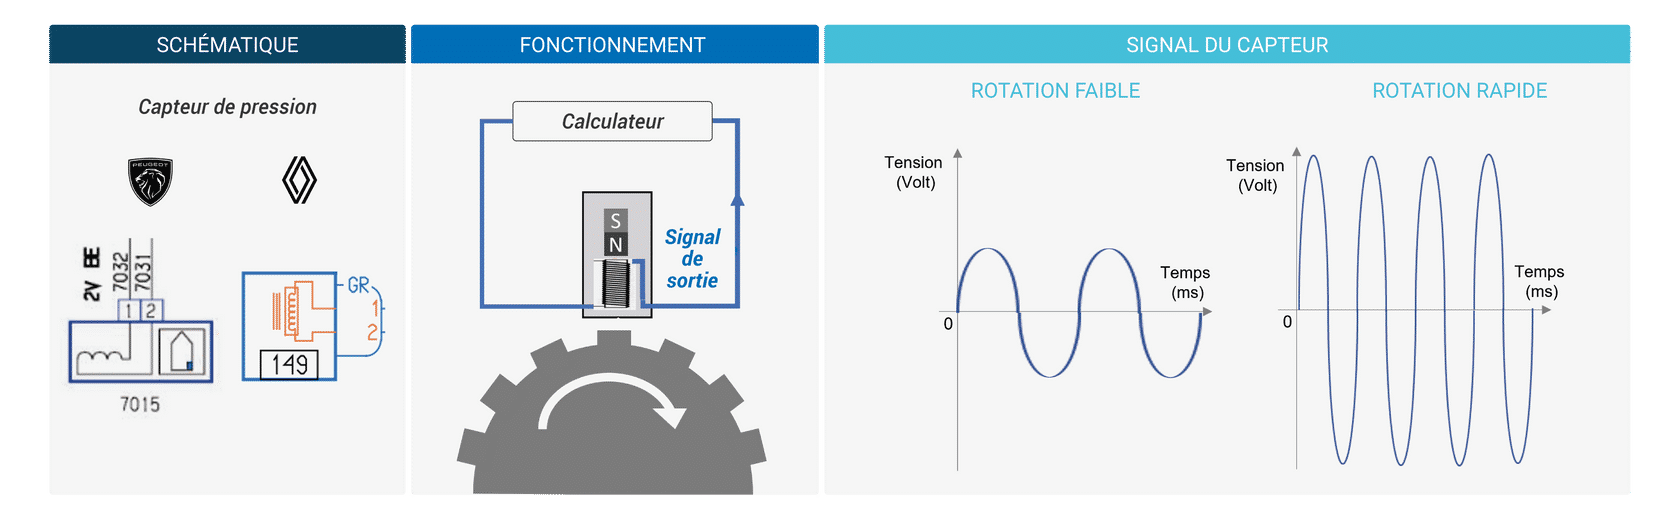 SCHÉMATIQUE
Capteur de pression
PEUGEOT
2V BE
7032
7031
1 2
7015
GR
1
2
149
FONCTIONNEMENT
Calculateur
S
N
Signal
de
sortie
SIGNAL DU CAPTEUR
ROTATION FAIBLE
Tension
(Volt)
Temps
(ms)
0
ROTATION RAPIDE
Tension
(Volt)
Temps
(ms)
0